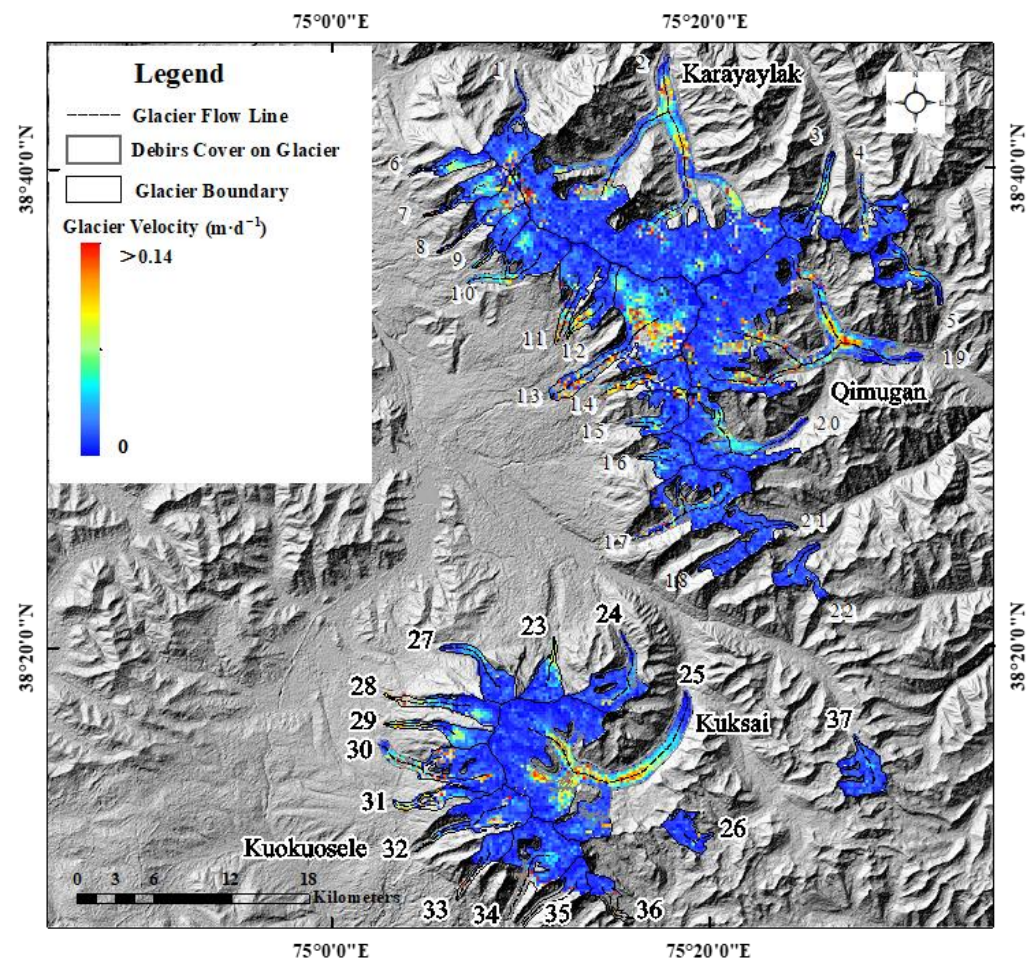 75°0'0"E 75°20'0"E
Legend
Glacier Flow Line
Debirs Cover on Glacier
Glacier Boundary
Glacier Velocity (m·d⁻¹)
>0.14
0
1
2
Karayaylak
N
W E
3
4
38°40'0"N
38°40'0"N
6
7
8
9
10
5
11
12
19
13
14
Qimugan
15
20
16
17
21
18
22
38°20'0"N
38°20'0"N
27
23
24
25
28
Kuksai
29
37
30
31
26
Kuokuosele
32
0 3 6 12 18
Kilometers
33
34
35
36
75°0'0"E 75°20'0"E